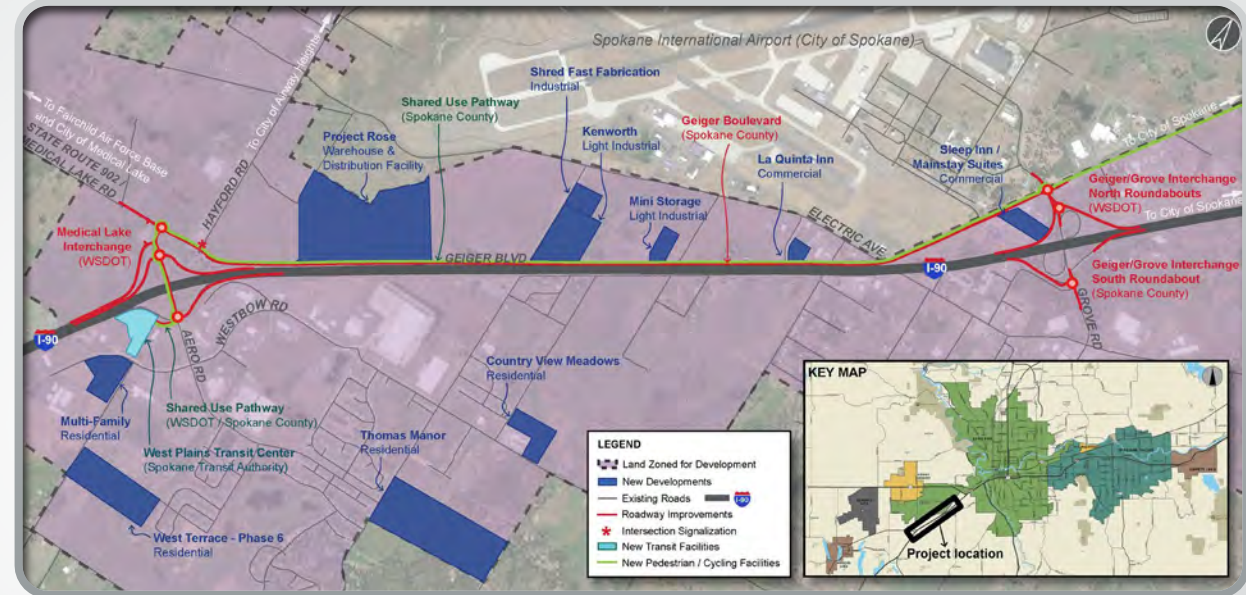 Spokane International Airport (City of Spokane)
To City of Airway Heights
HAYFORD RD
To Fairchild Air Force Base
and City of Medical Lake
STATE ROUTE 902 /
MEDICAL LAKE RD
Medical Lake
Interchange
(WSDOT)
Project Rose
Warehouse &
Distribution Facility
Shared Use Pathway
(Spokane County)
Shred Fast Fabrication
Industrial
Kenworth
Light Industrial
Mini Storage
Light Industrial
Geiger Boulevard
(Spokane County)
La Quinta Inn
Commercial
ELECTRIC AVE
Sleep Inn /
Mainstay Suites
Commercial
To City of Spokane
Geiger/Grove Interchange
North Roundabouts
(WSDOT)
To City of Spokane
GEIGER BLVD
I-90
Geiger/Grove Interchange
South Roundabout
(Spokane County)
GROVE RD
I-90
WESTBOW RD
AERO RD
Multi-Family
Residential
Shared Use Pathway
(WSDOT / Spokane County)
West Plains Transit Center
(Spokane Transit Authority)
West Terrace - Phase 6
Residential
Thomas Manor
Residential
Country View Meadows
Residential
LEGEND
Land Zoned for Development
New Developments
Existing Roads
I-90
Roadway Improvements
Intersection Signalization
New Transit Facilities
New Pedestrian / Cycling Facilities
KEY MAP
Project location